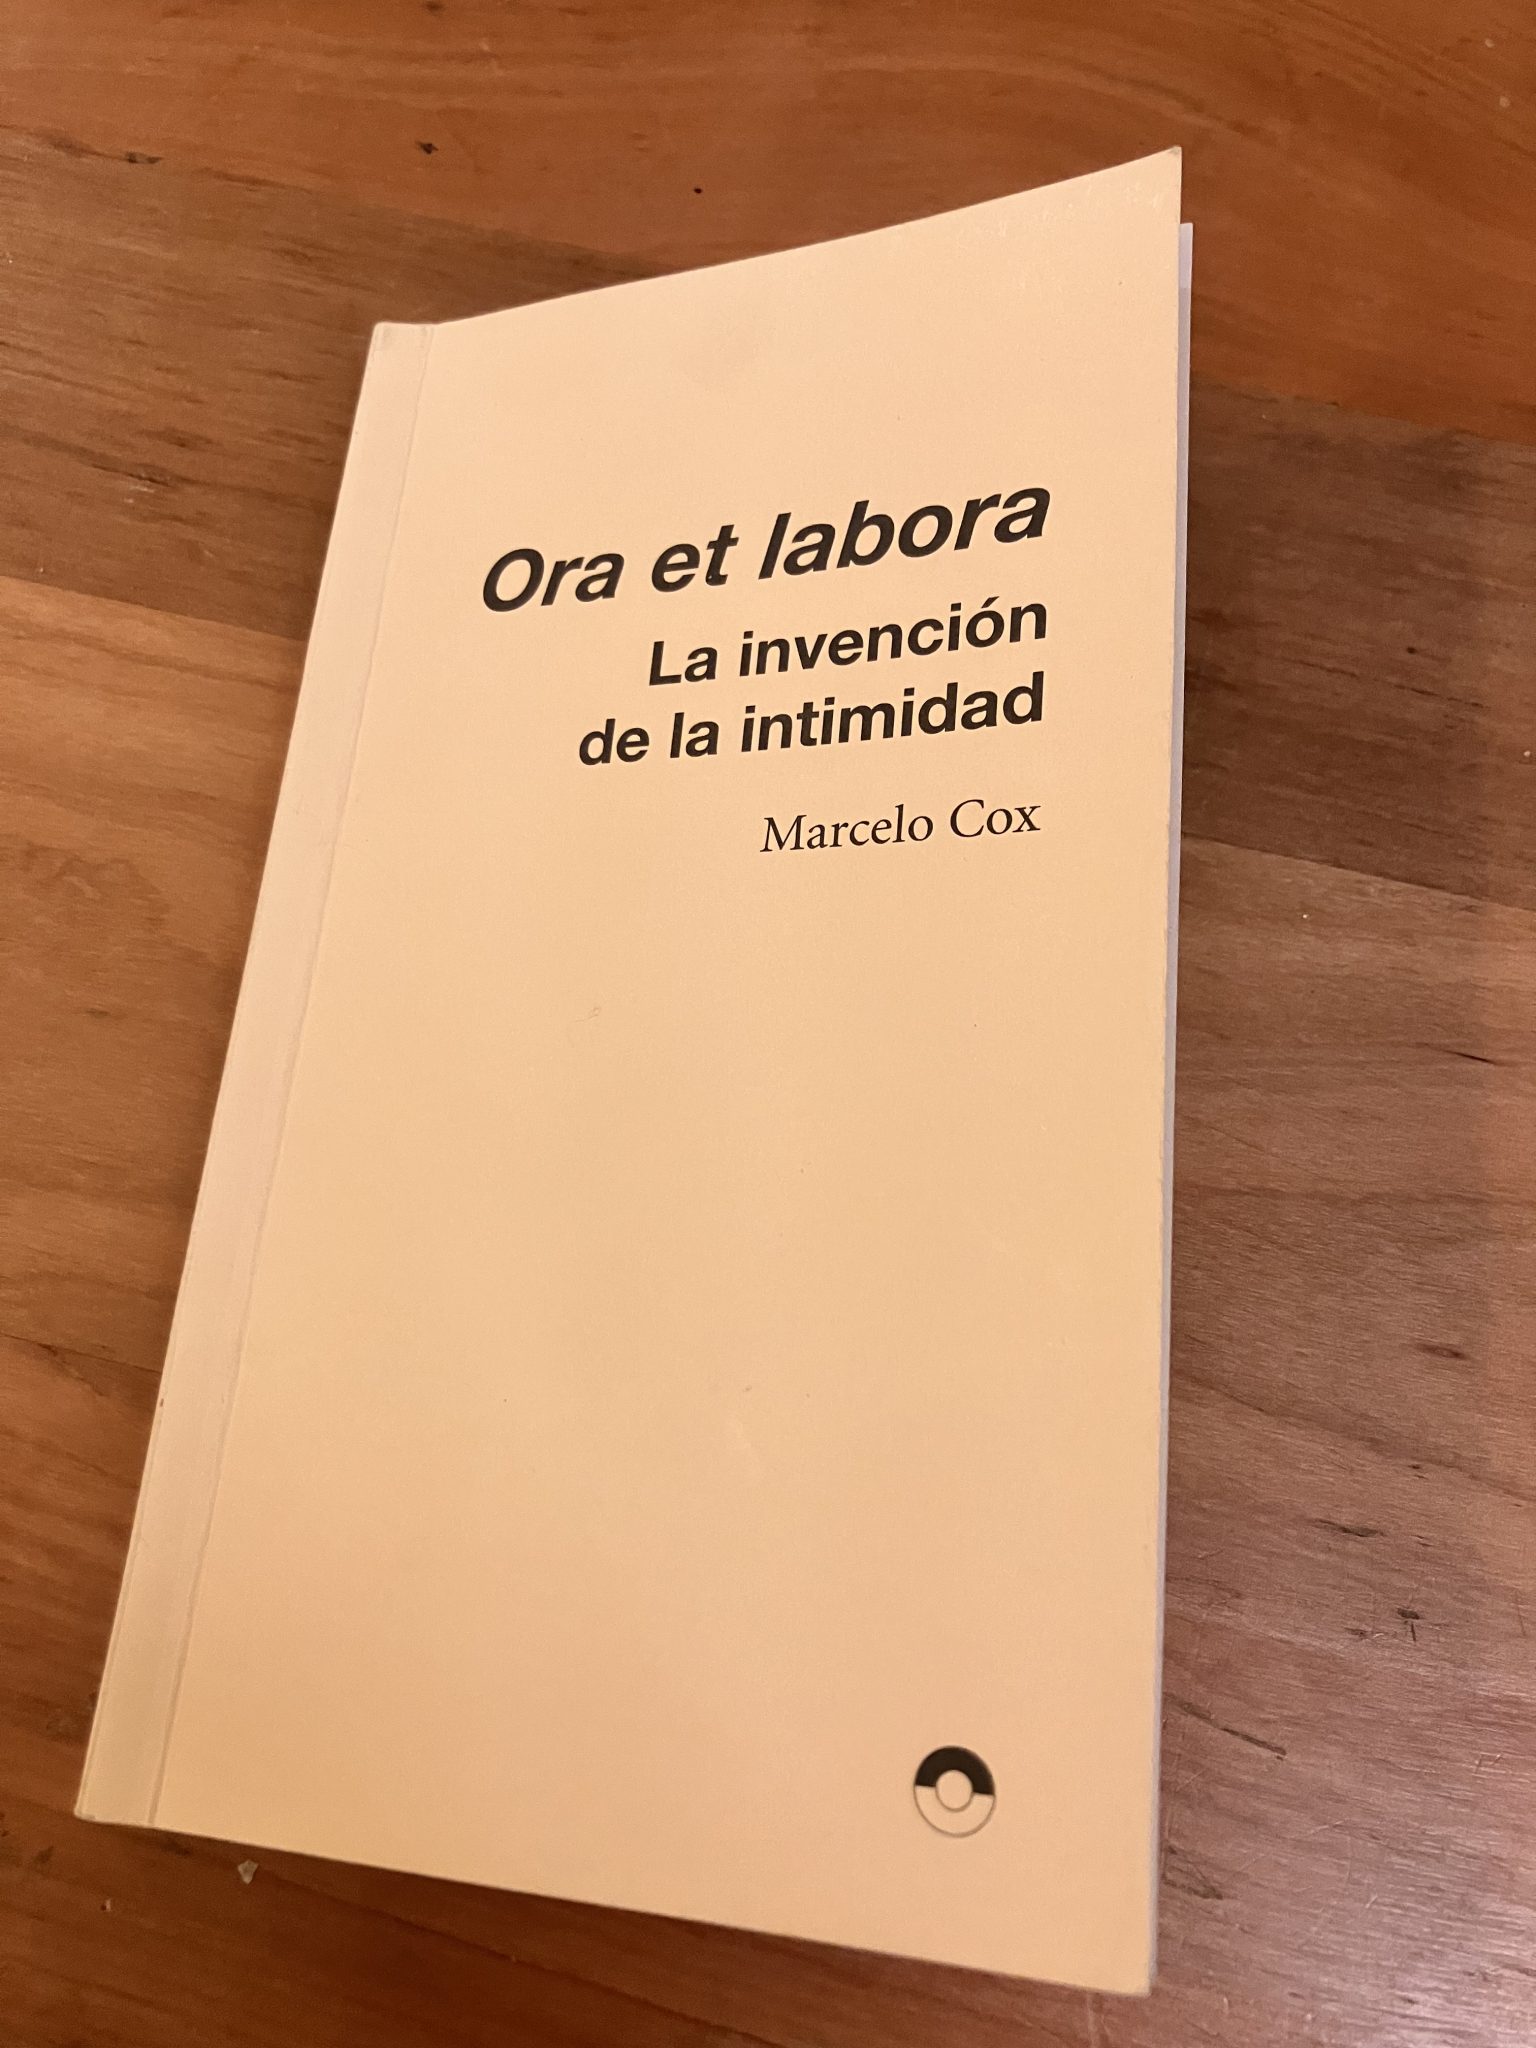 Ora et labora
La invención
de la intimidad
Marcelo Cox